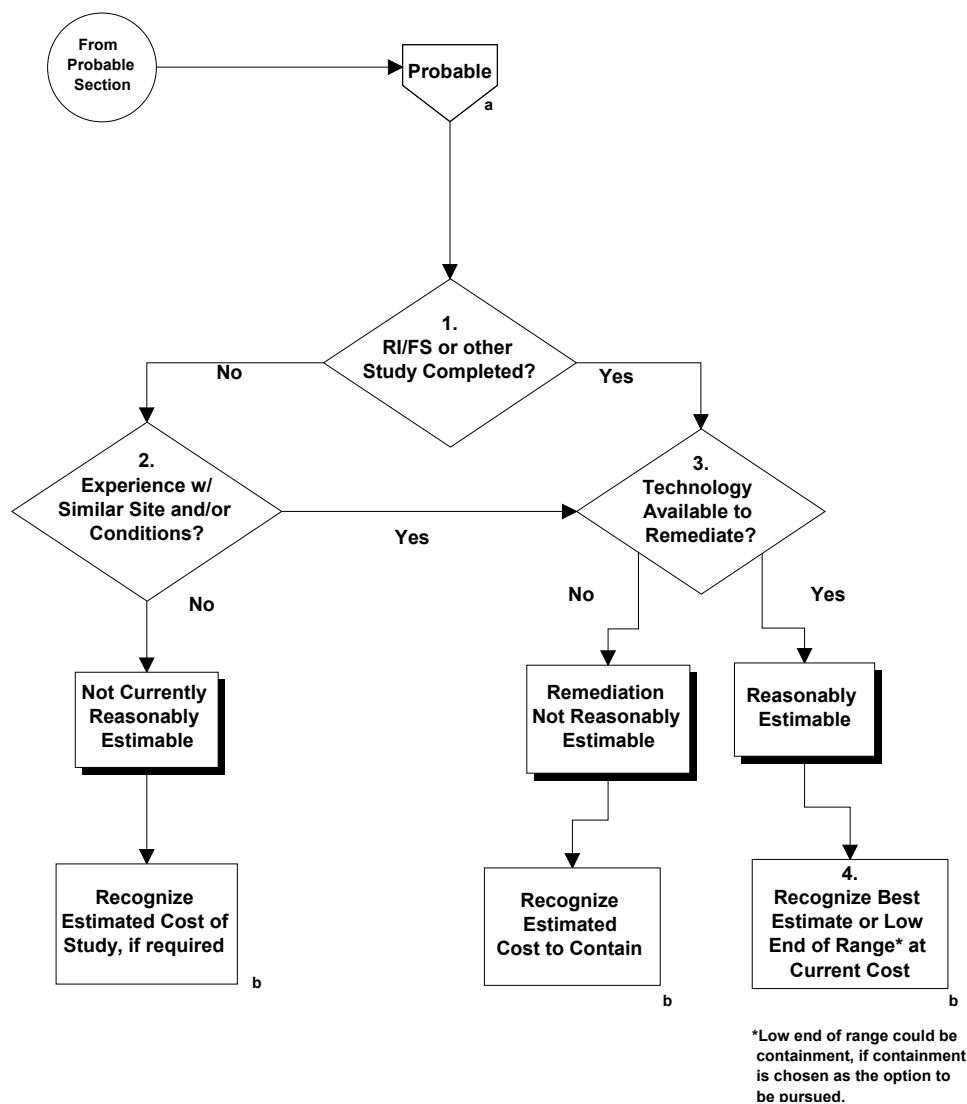 From
Probable
Section
Probable
a
1.
RI/FS or other
Study Completed?
No
Yes
2.
Experience w/
Similar Site and/or
Conditions?
Yes
No
3.
Technology
Available to
Remediate?
No
Yes
Not Currently
Reasonably
Estimable
Remediation
Not Reasonably
Estimable
Reasonably
Estimable
Recognize
Estimated Cost of
Study, if required
b
Recognize
Estimated
Cost to Contain
b
4.
Recognize Best
Estimate or Low
End of Range* at
Current Cost
b
*Low end of range could be
containment, if containment
is chosen as the option to
be pursued.